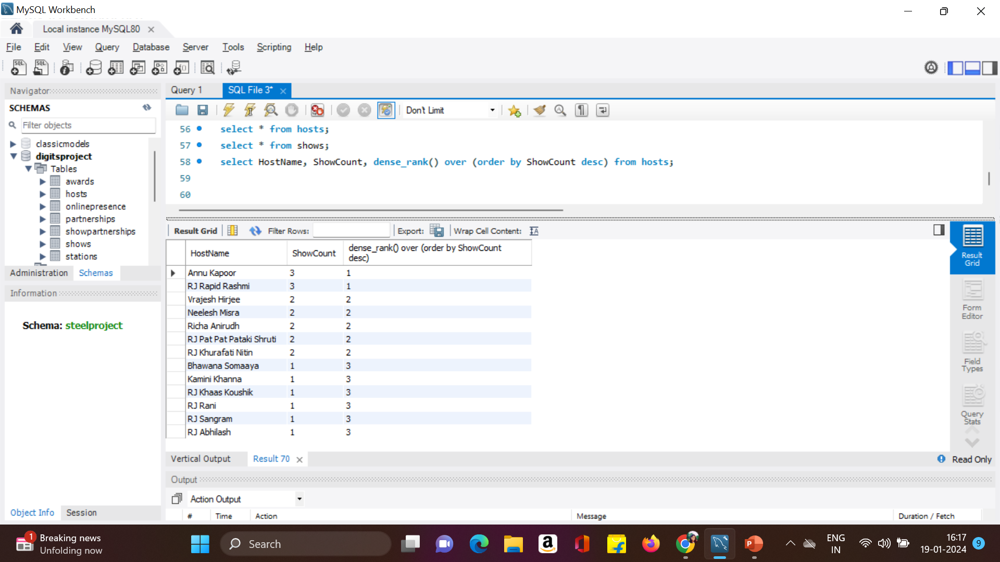 MySQL Workbench
Local instance MySQL80
File Edit View Query Database Server Tools Scripting Help
Navigator
SCHEMAS
Filter objects
classicmodels
digitsproject
Tables
awards
hosts
onlinepresence
partnerships
showpartnerships
shows
stations
Administration Schemas
Information
Schema: steelproject
Object Info Session
Query 1 SQL File 3*
Don't Limit
56 select * from hosts;
57 select * from shows;
58 select HostName, ShowCount, dense_rank() over (order by ShowCount desc) from hosts;
59
60
Result Grid Filter Rows: Export: Wrap Cell Content:
HostName ShowCount dense_rank() over (order by ShowCount
desc)
Annu Kapoor 3 1
RJ Rapid Rashmi 3 1
Vrajesh Hirjee 2 2
Neelesh Misra 2 2
Richa Anirudh 2 2
RJ Pat Pat Pataki Shruti 2 2
RJ Khurafati Nitin 2 2
Bhawana Somaaya 1 3
Kamini Khanna 1 3
RJ Khaas Koushik 1 3
RJ Rani 1 3
RJ Sangram 1 3
RJ Abhilash 1 3
Result
Grid
Form
Editor
Field
Types
Query
Stats
Vertical Output Result 70
Read Only
Output
Action Output
# Time Action Message Duration / Fetch
1
Breaking news
Unfolding now
Search
ENG
IN
16:17
19-01-2024
9